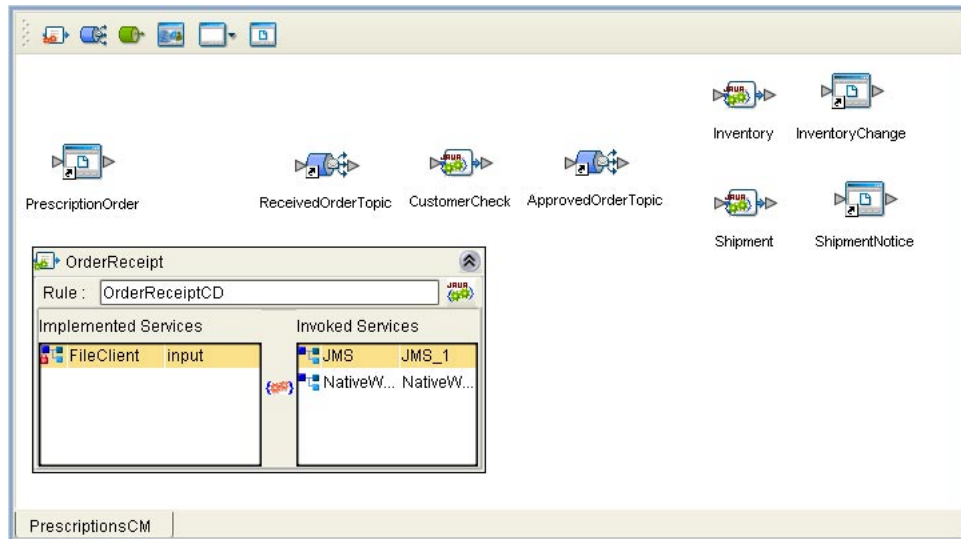 Inventory InventoryChange
PrescriptionOrder ReceivedOrderTopic CustomerCheck ApprovedOrderTopic
Shipment ShipmentNotice
OrderReceipt
Rule : OrderReceiptCD
Implemented Services Invoked Services
FileClient input JMS JMS_1
NativeW... NativeW...
PrescriptionsCM